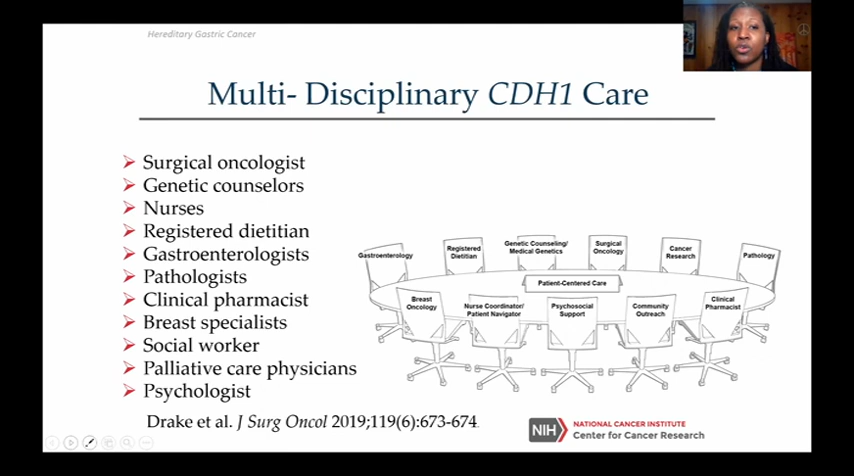 Hereditary Gastric Cancer
Multi- Disciplinary CDH1 Care
Surgical oncologist
Genetic counselors
Nurses
Registered dietitian
Gastroenterologists
Pathologists
Clinical pharmacist
Breast specialists
Social worker
Palliative care physicians
Psychologist
Gastroenterology
Registered
Dietitian
Genetic Counseling/
Medical Genetics
Surgical
Oncology
Cancer
Research
Pathology
Patient-Centered Care
Breast
Oncology
Nurse Coordinator/
Patient Navigator
Psychosocial
Support
Community
Outreach
Clinical
Pharmacist
Drake et al. J Surg Oncol 2019;119(6):673-674.
NIH
NATIONAL CANCER INSTITUTE
Center for Cancer Research